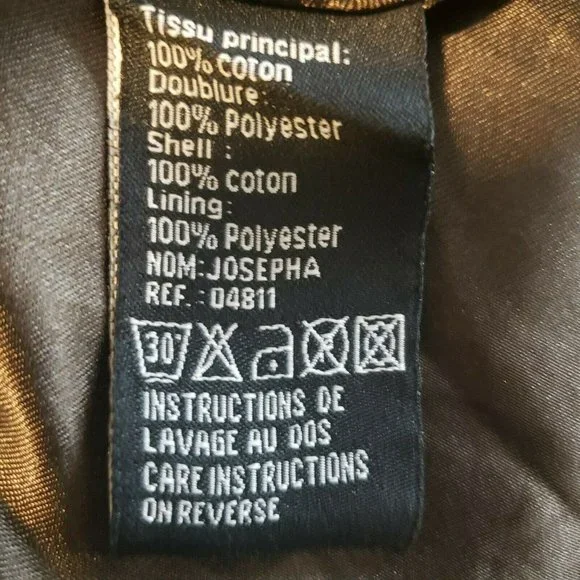 Tissu principal:
100% coton
Doublure:
100% Polyester
Shell :
100% coton
Lining:
100% Polyester
NOM:JOSEPHA
REF.:04811
30°
INSTRUCTIONS DE
LAVAGE AU DOS
CARE INSTRUCTIONS
ON REVERSE